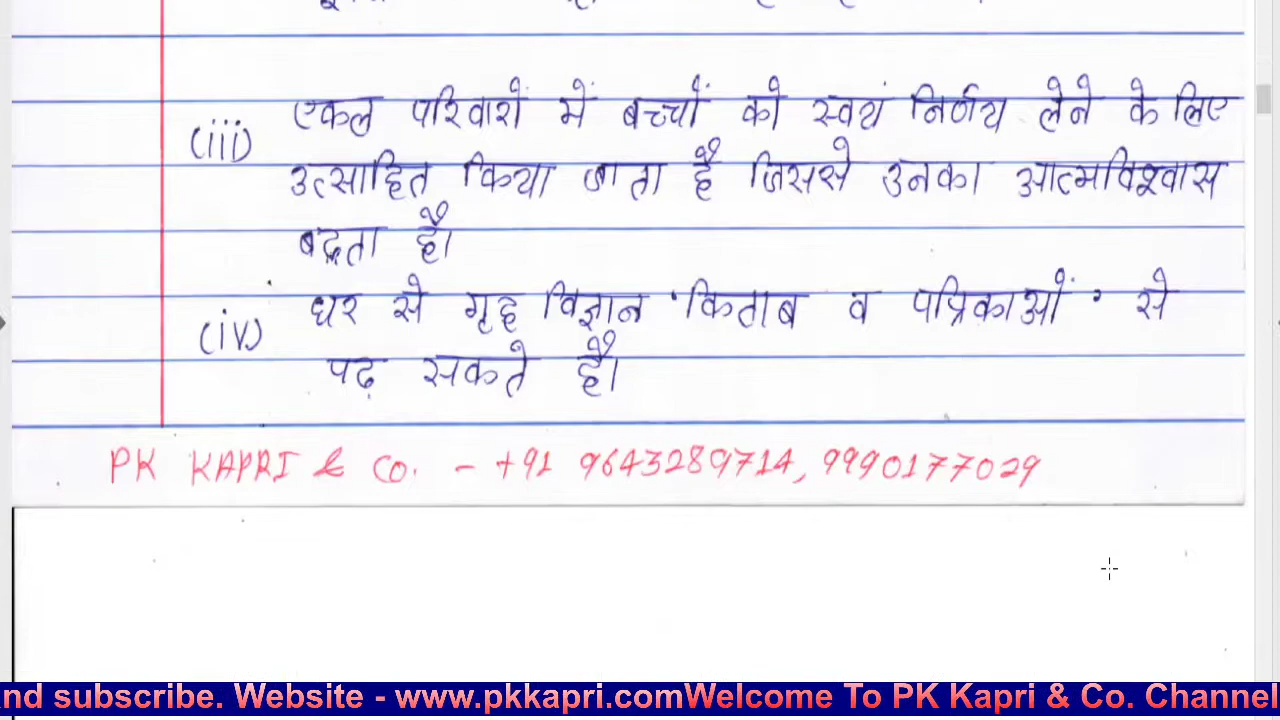 (iii) एकल परिवारों में बच्चों को स्वयं निर्णय लेने के लिए
उत्साहित किया जाता है जिससे उनका आत्मविश्वास
बढ़ता है।
(iv) घर से गृह विज्ञान 'किताब व पत्रिकाओं' से
पढ़ सकते है।
PK KAPRI & CO. - +91 9643289714, 9990177029
nd subscribe. Website - www.pkkapri.comWelcome To PK Kapri & Co. Channel